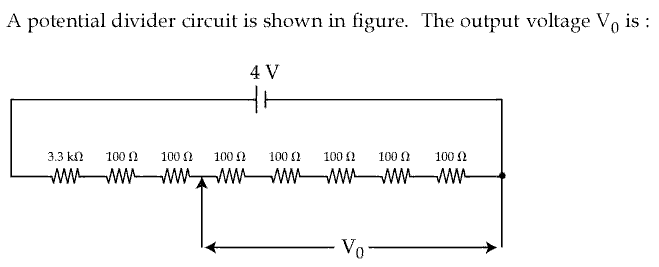 A potential divider circuit is shown in figure. The output voltage V₀ is :
4 V
3.3 kΩ 100 Ω 100 Ω 100 Ω 100 Ω 100 Ω 100 Ω 100 Ω
V₀